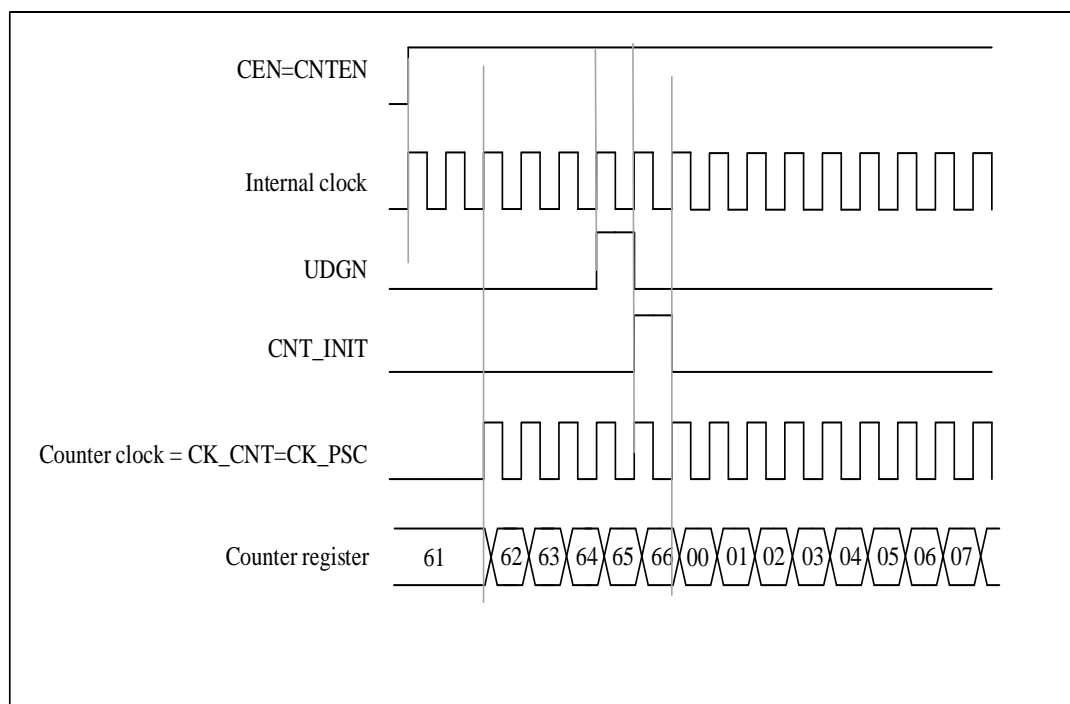 CEN=CNTEN
Internal clock
UDGN
CNT_INIT
Counter clock = CK_CNT=CK_PSC
Counter register 61 62 63 64 65 66 00 01 02 03 04 05 06 07